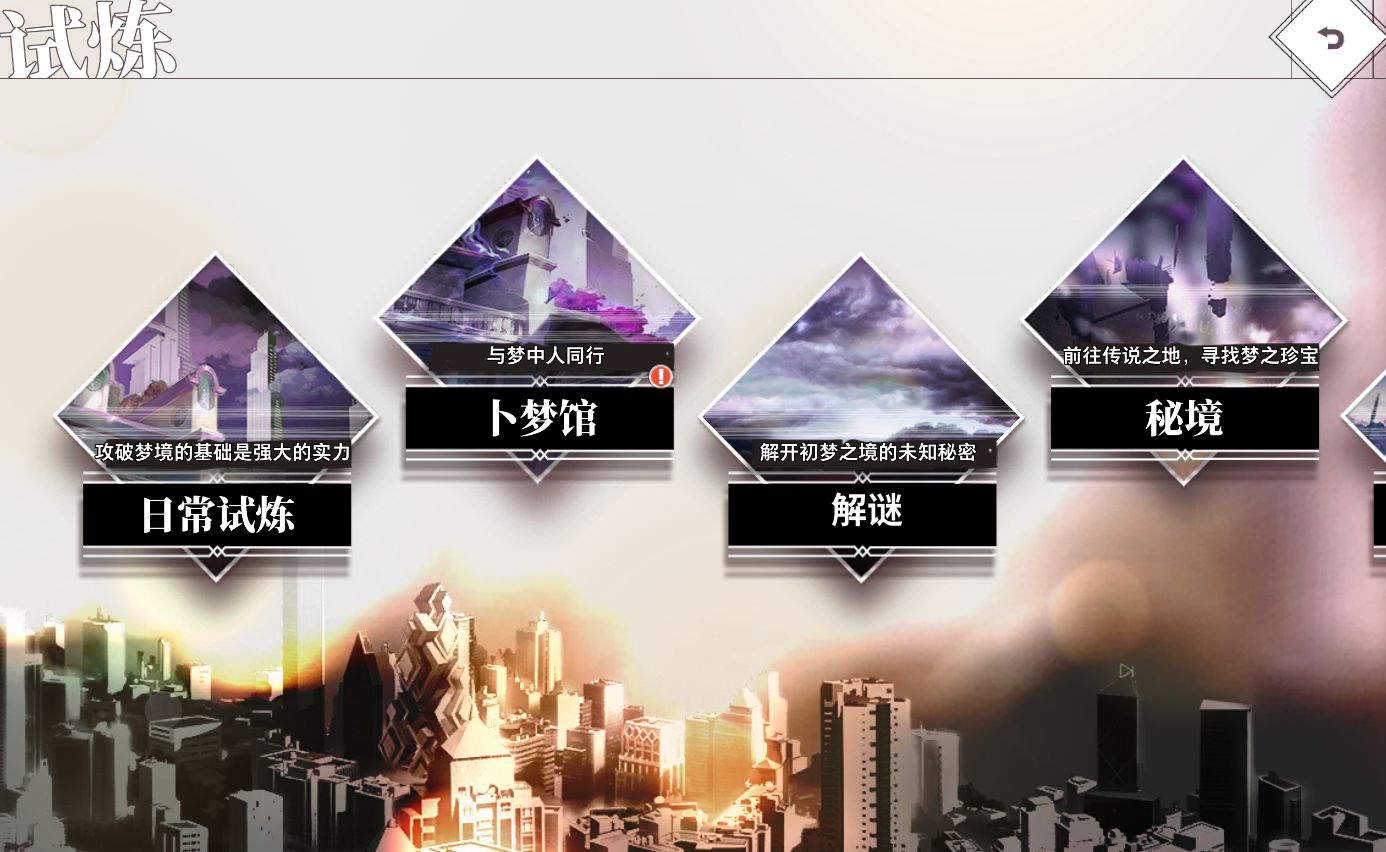 试炼
攻破梦境的基础是强大的实力
日常试炼
与梦中人同行
卜梦馆
解开初梦之境的未知秘密
解谜
前往传说之地，寻找梦之珍宝
秘境